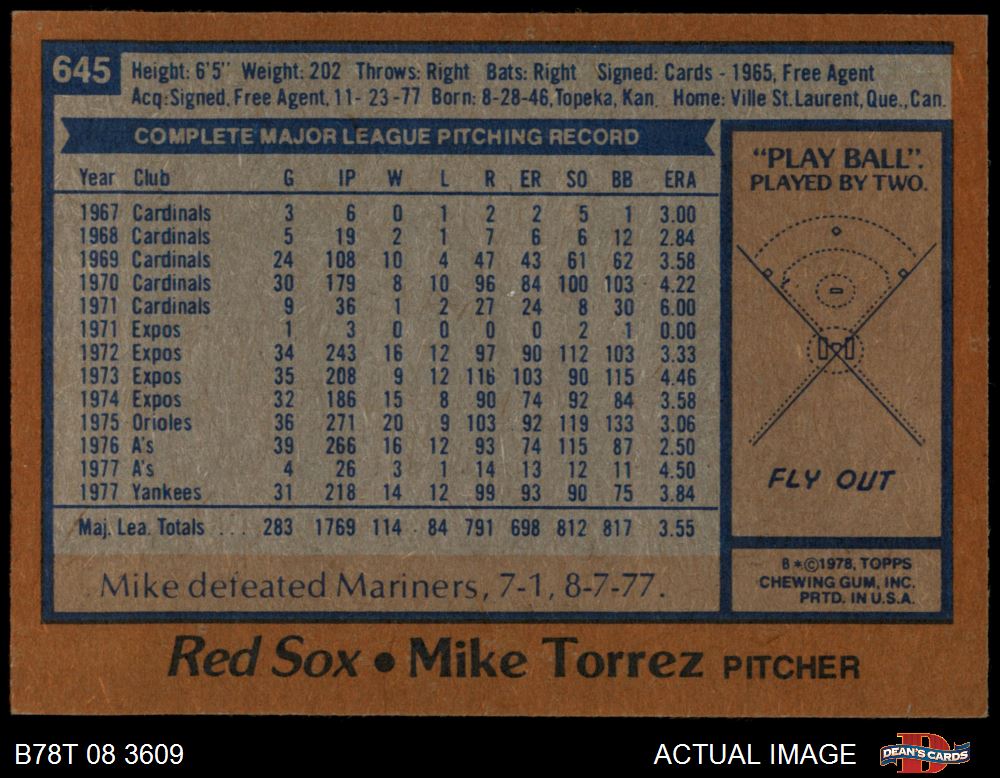 645
Height: 6'5" Weight: 202 Throws: Right Bats: Right Signed: Cards - 1965, Free Agent
Acq: Signed, Free Agent, 11-23-77 Born: 8-28-46, Topeka, Kan. Home: Ville St. Laurent, Que., Can.
COMPLETE MAJOR LEAGUE PITCHING RECORD
Year Club G IP W L R ER SO BB ERA
1967 Cardinals 3 6 0 1 2 2 5 1 3.00
1968 Cardinals 5 19 2 1 7 6 6 12 2.84
1969 Cardinals 24 108 10 4 47 43 61 62 3.58
1970 Cardinals 30 179 8 10 96 84 100 103 4.22
1971 Cardinals 9 36 1 2 27 24 8 30 6.00
1971 Expos 1 3 0 0 0 0 2 1 0.00
1972 Expos 34 243 16 12 97 90 112 103 3.33
1973 Expos 35 208 9 12 116 103 90 115 4.46
1974 Expos 32 186 15 8 90 74 92 84 3.58
1975 Orioles 36 271 20 9 103 92 119 133 3.06
1976 A's 39 266 16 12 93 74 115 87 2.50
1977 A's 4 26 3 1 14 13 12 11 4.50
1977 Yankees 31 218 14 12 99 93 90 75 3.84
Maj. Lea. Totals . . . 283 1769 114 84 791 698 812 817 3.55
Mike defeated Mariners, 7-1, 8-7-77.
"PLAY BALL".
PLAYED BY TWO.
FLY OUT
B*©1978, TOPPS
CHEWING GUM, INC.
PRTD. IN U.S.A.
Red Sox • Mike Torrez PITCHER
B78T 08 3609
ACTUAL IMAGE
DEAN'S CARDS